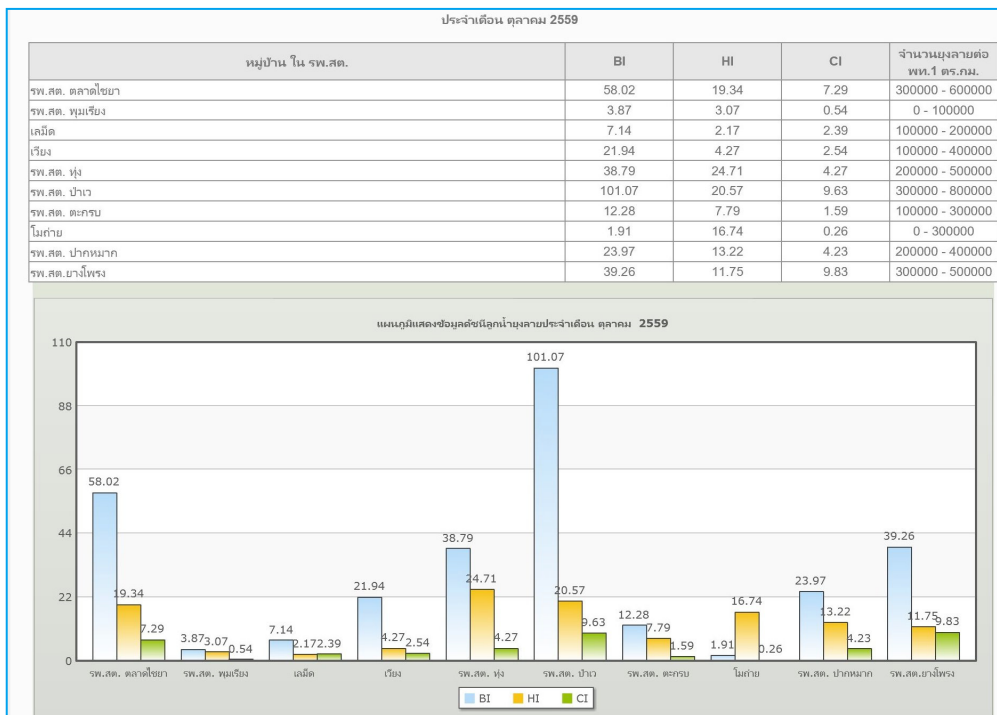 ประจำเดือน ตุลาคม 2559
หมู่บ้าน ใน รพ.สต. BI HI CI จำนวนยุงลายต่อ
พท.1 ตร.กม.
รพ.สต. ตลาดไชยา 58.02 19.34 7.29 300000 - 600000
รพ.สต. พุมเรียง 3.87 3.07 0.54 0 - 100000
เลม็ด 7.14 2.17 2.39 100000 - 200000
เวียง 21.94 4.27 2.54 100000 - 400000
รพ.สต. ทุ่ง 38.79 24.71 4.27 200000 - 500000
รพ.สต. ป่าเว 101.07 20.57 9.63 300000 - 800000
รพ.สต. ตะกรบ 12.28 7.79 1.59 100000 - 300000
โมถ่าย 1.91 16.74 0.26 0 - 300000
รพ.สต. ปากหมาก 23.97 13.22 4.23 200000 - 400000
รพ.สต.ยางโพรง 39.26 11.75 9.83 300000 - 500000
แผนภูมิแสดงข้อมูลดัชนีลูกน้ำยุงลายประจำเดือน ตุลาคม 2559
110
88
66
44
22
0
58.02 19.34 7.29
3.87 3.07 0.54
7.14 2.17 2.39
21.94 4.27 2.54
38.79 24.71 4.27
101.07 20.57 9.63
12.28 7.79 1.59
1.91 16.74 0.26
23.97 13.22 4.23
39.26 11.75 9.83
รพ.สต. ตลาดไชยา รพ.สต. พุมเรียง เลม็ด เวียง รพ.สต. ทุ่ง รพ.สต. ป่าเว รพ.สต. ตะกรบ โมถ่าย รพ.สต. ปากหมาก รพ.สต.ยางโพรง
BI HI CI